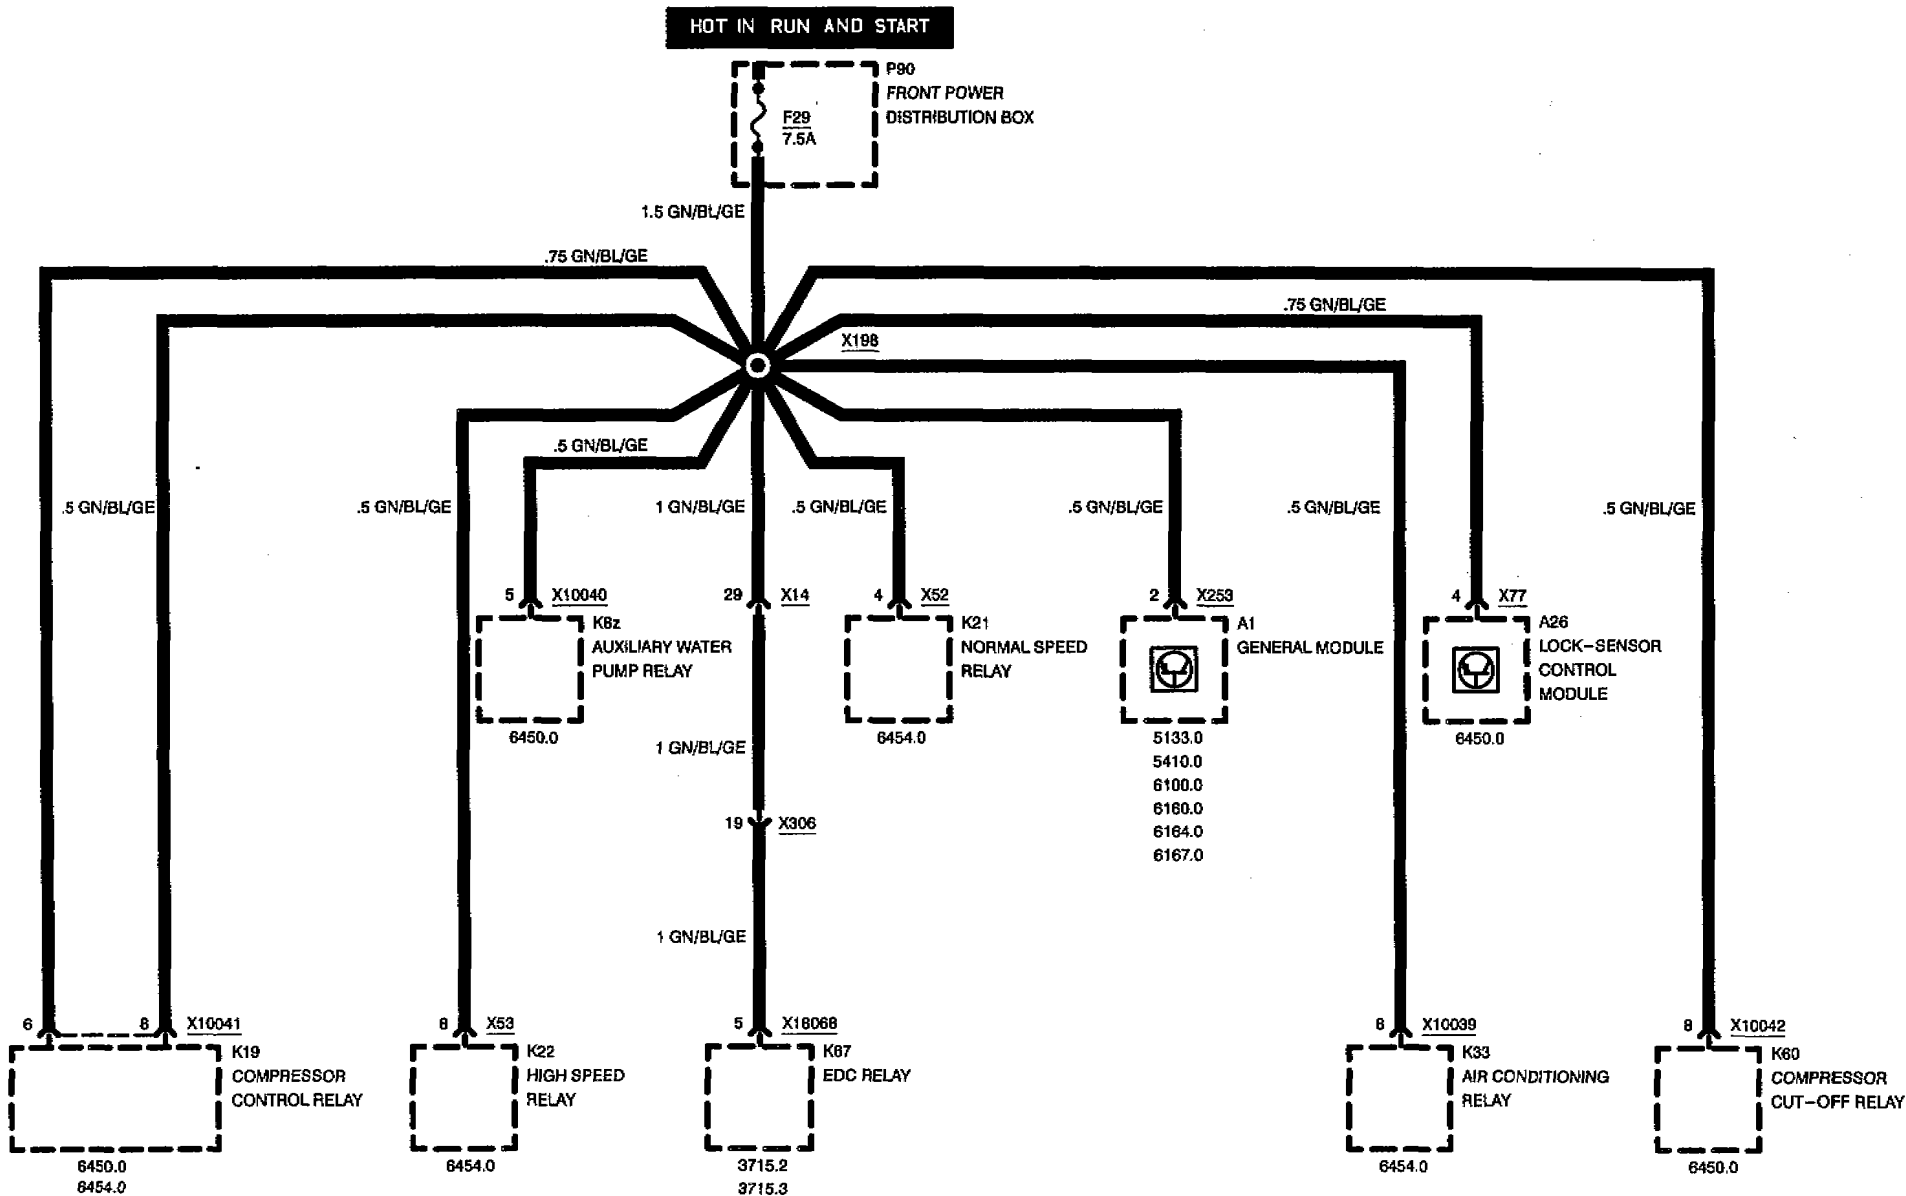 HOT IN RUN AND START
P90
FRONT POWER
DISTRIBUTION BOX
F29
7.5A
1.5 GN/BL/GE
.75 GN/BL/GE
.75 GN/BL/GE
X198
.5 GN/BL/GE
.5 GN/BL/GE
.5 GN/BL/GE
1 GN/BL/GE
.5 GN/BL/GE
.5 GN/BL/GE
.5 GN/BL/GE
.5 GN/BL/GE
5 X10040
29 X14
4 X52
2 X253
4 X77
K6z
AUXILIARY WATER
PUMP RELAY
6450.0
K21
NORMAL SPEED
RELAY
6454.0
A1
GENERAL MODULE
5133.0
5410.0
6100.0
6160.0
6164.0
6167.0
A26
LOCK-SENSOR
CONTROL
MODULE
6450.0
1 GN/BL/GE
19 X306
1 GN/BL/GE
6
8 X10041
8 X53
5 X18068
8 X10039
8 X10042
K19
COMPRESSOR
CONTROL RELAY
6450.0
6454.0
K22
HIGH SPEED
RELAY
6454.0
K67
EDC RELAY
3715.2
3715.3
K33
AIR CONDITIONING
RELAY
6454.0
K60
COMPRESSOR
CUT-OFF RELAY
6450.0